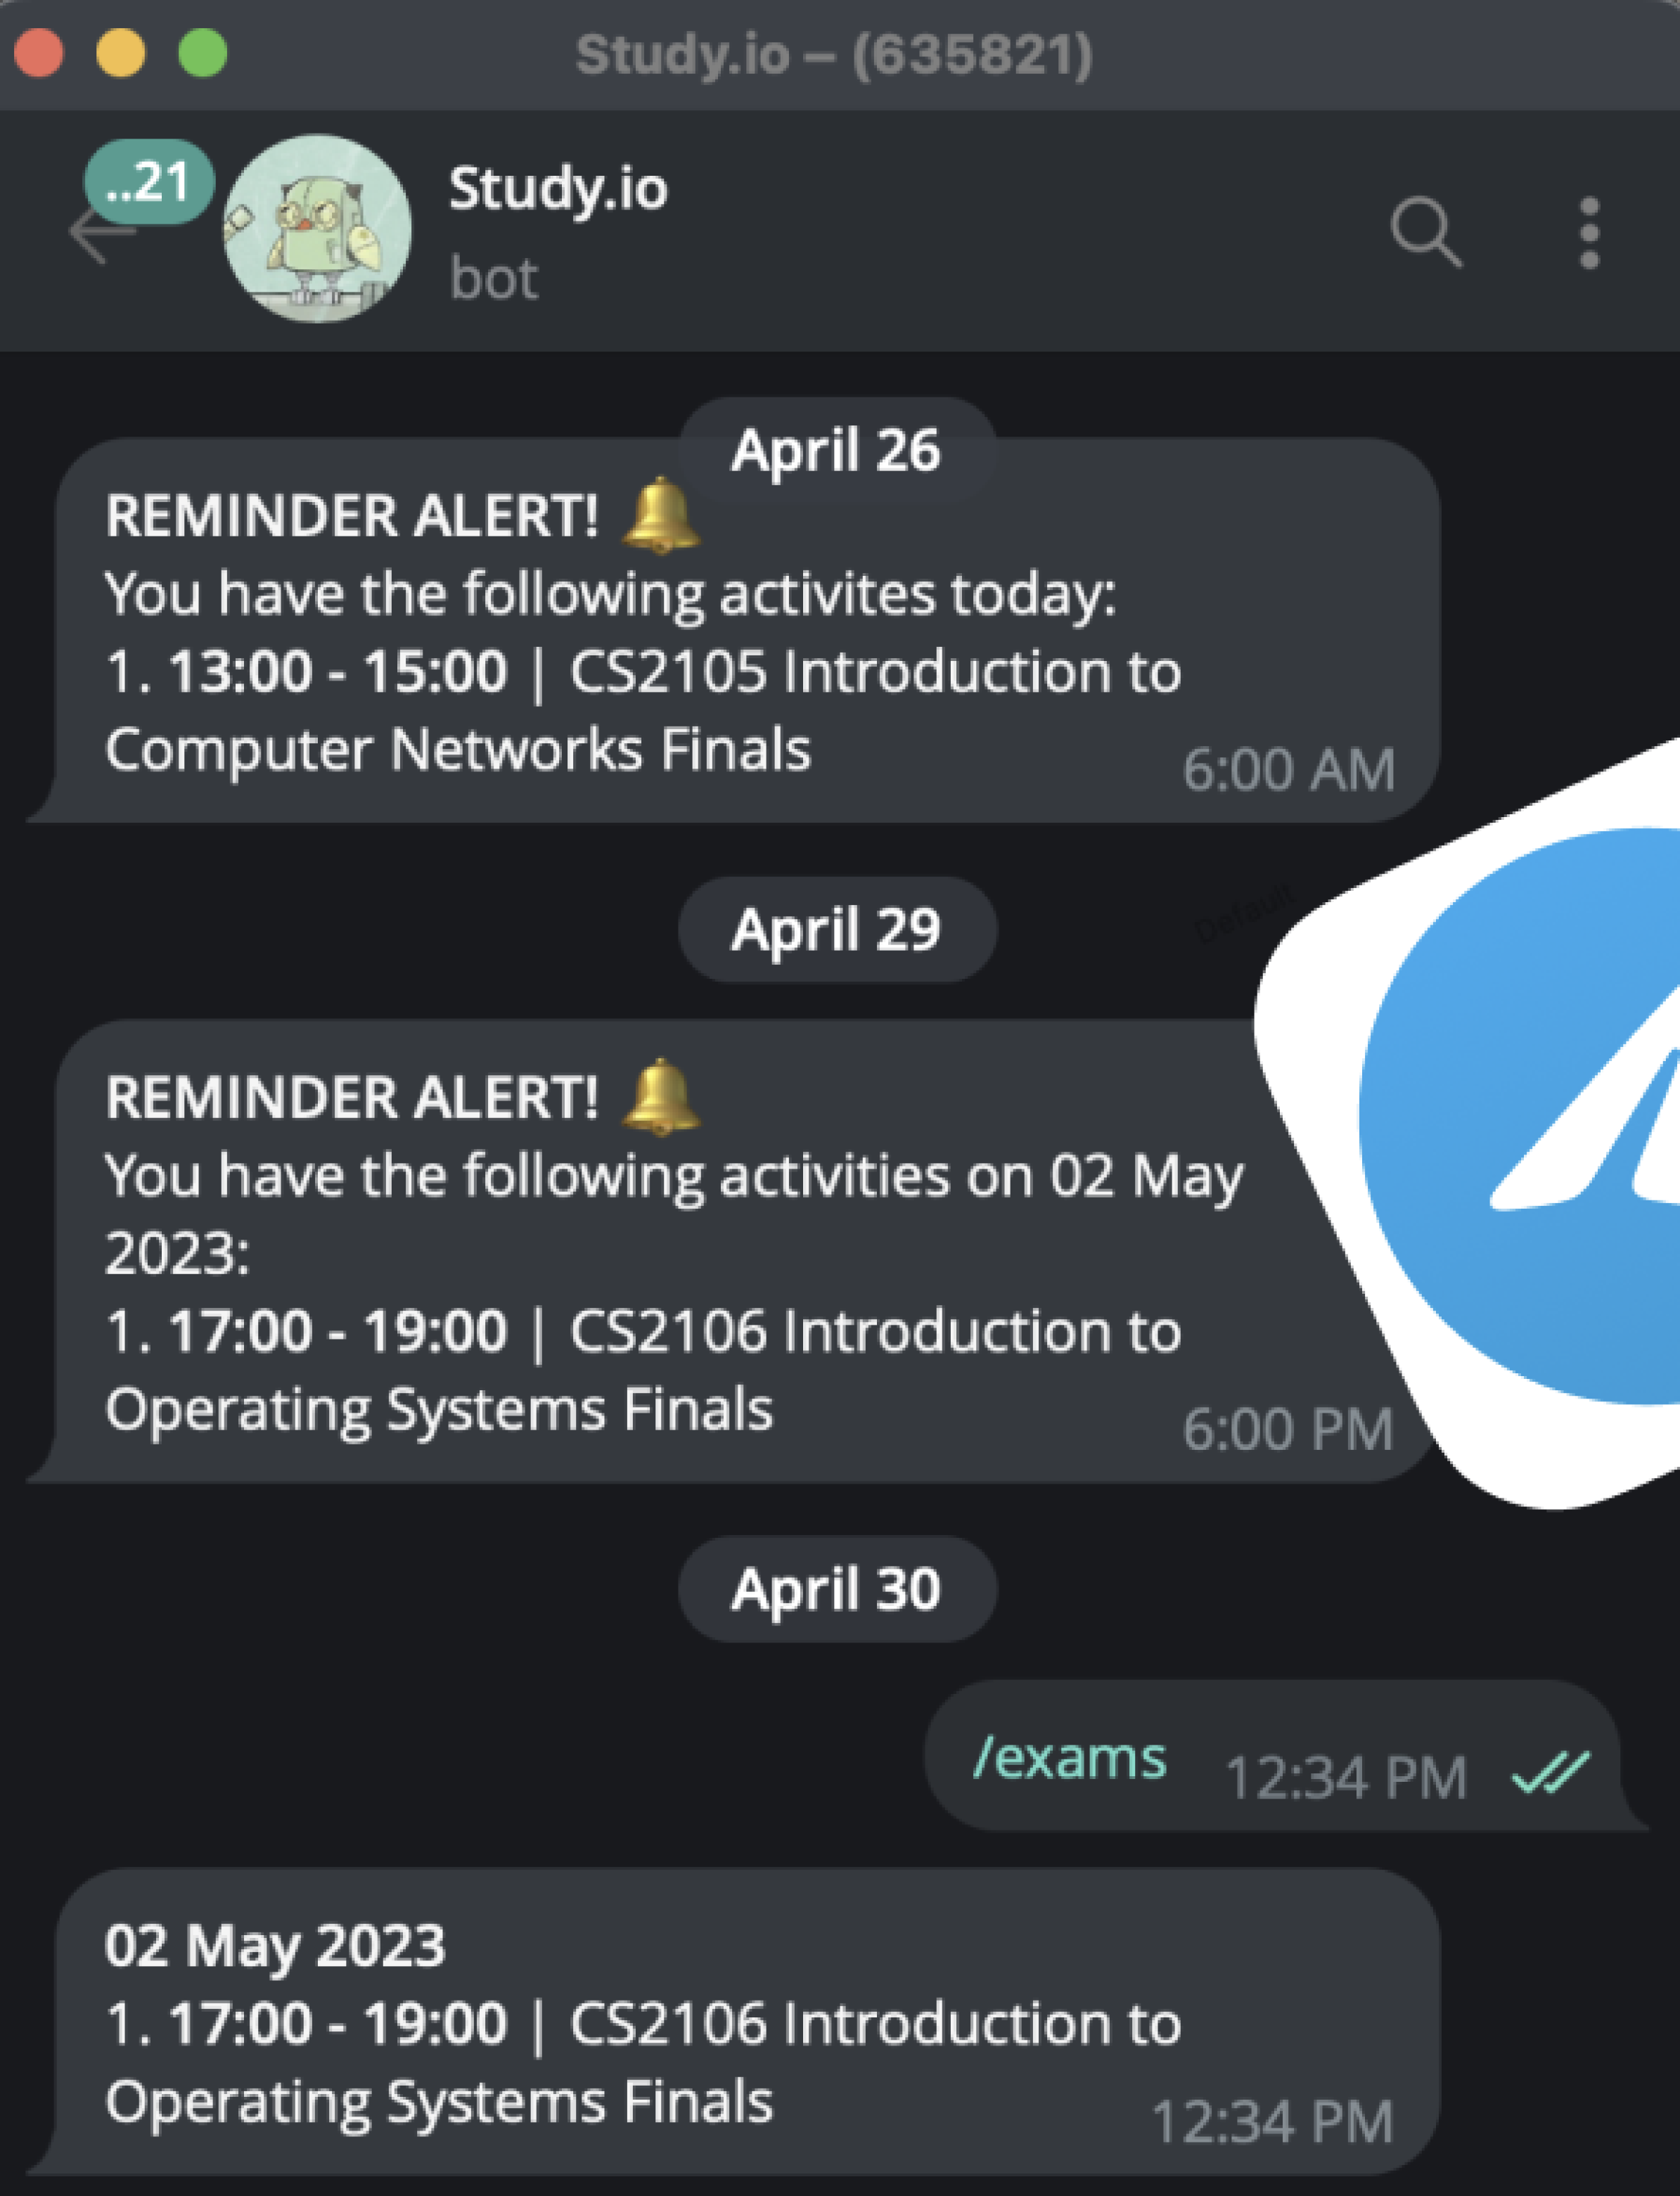 Study.io – (635821)
..21
Study.io
bot
April 26
REMINDER ALERT! 🔔
You have the following activites today:
1. 13:00 - 15:00 | CS2105 Introduction to
Computer Networks Finals
6:00 AM
Default
April 29
REMINDER ALERT! 🔔
You have the following activities on 02 May
2023:
1. 17:00 - 19:00 | CS2106 Introduction to
Operating Systems Finals
6:00 PM
April 30
/exams 12:34 PM
02 May 2023
1. 17:00 - 19:00 | CS2106 Introduction to
Operating Systems Finals
12:34 PM